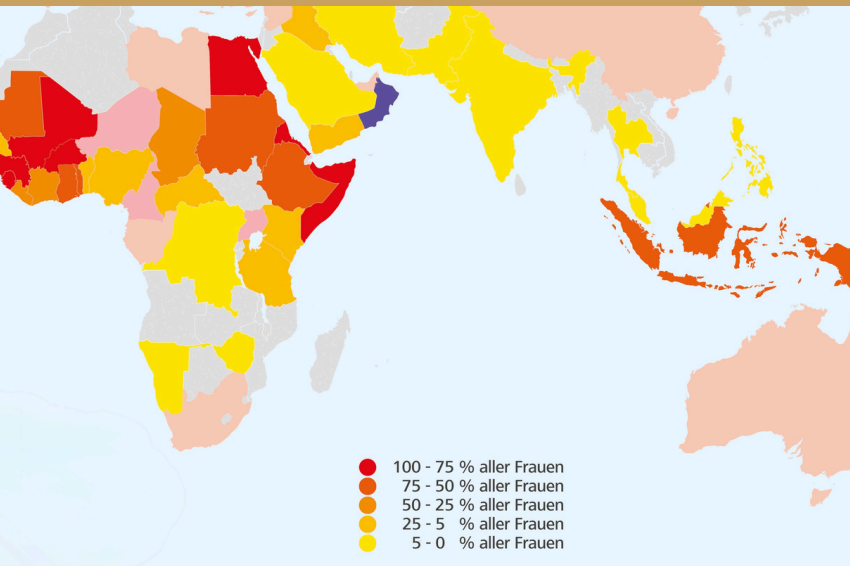 100 - 75 % aller Frauen
75 - 50 % aller Frauen
50 - 25 % aller Frauen
25 - 5 % aller Frauen
5 - 0 % aller Frauen